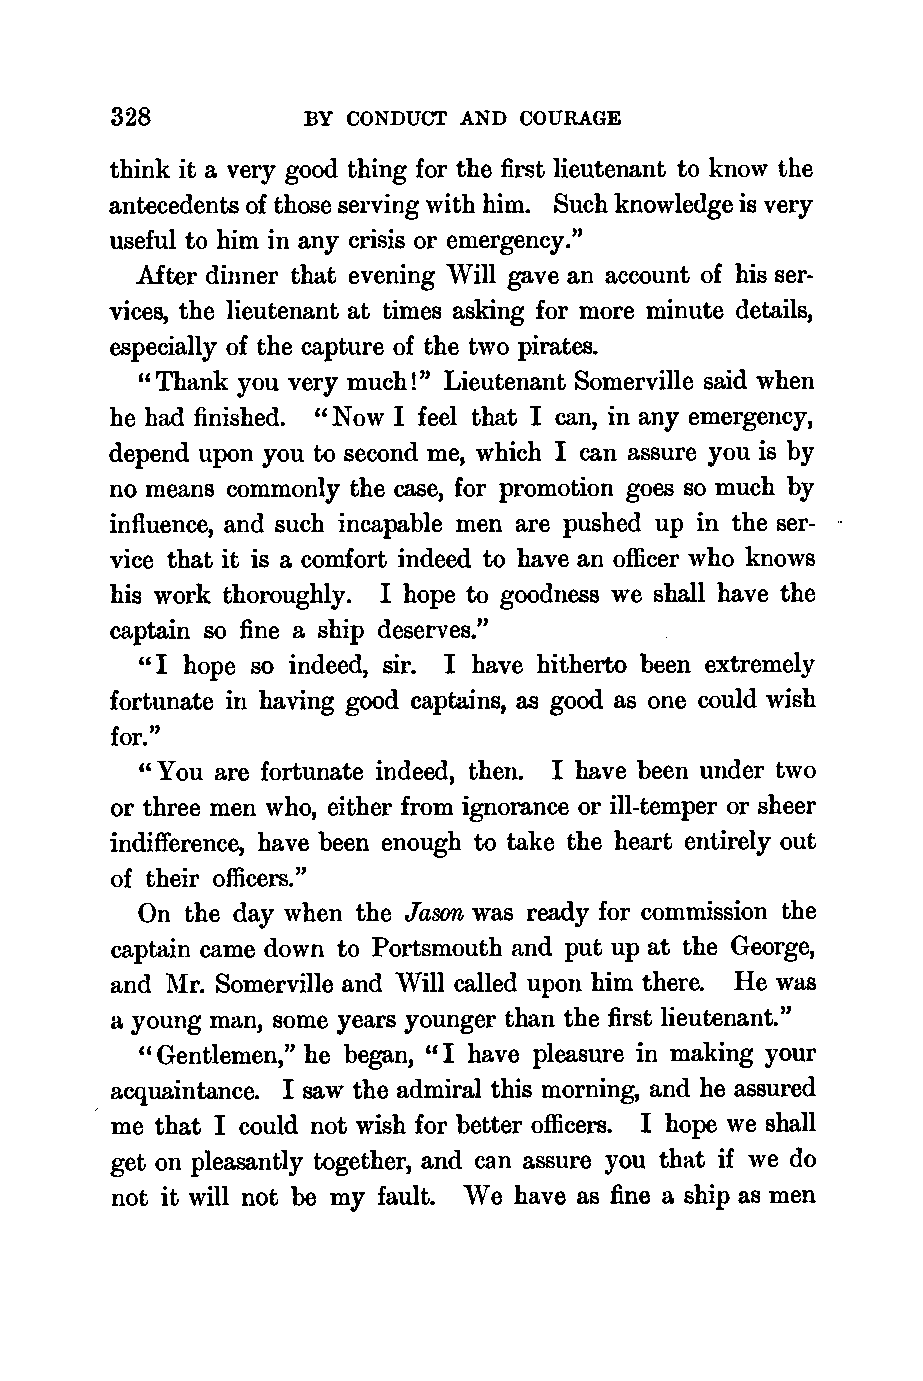 328 BY CONDUCT AND COURAGE
think it a very good thing for the first lieutenant to know the
antecedents of those serving with him. Such knowledge is very
useful to him in any crisis or emergency."
After dinner that evening Will gave an account of his ser-
vices, the lieutenant at times asking for more minute details,
especially of the capture of the two pirates.
"Thank you very much!" Lieutenant Somerville said when
he had finished. "Now I feel that I can, in any emergency,
depend upon you to second me, which I can assure you is by
no means commonly the case, for promotion goes so much by
influence, and such incapable men are pushed up in the ser-
vice that it is a comfort indeed to have an officer who knows
his work thoroughly. I hope to goodness we shall have the
captain so fine a ship deserves."
"I hope so indeed, sir. I have hitherto been extremely
fortunate in having good captains, as good as one could wish
for."
"You are fortunate indeed, then. I have been under two
or three men who, either from ignorance or ill-temper or sheer
indifference, have been enough to take the heart entirely out
of their officers."
On the day when the Jason was ready for commission the
captain came down to Portsmouth and put up at the George,
and Mr. Somerville and Will called upon him there. He was
a young man, some years younger than the first lieutenant."
"Gentlemen," he began, "I have pleasure in making your
acquaintance. I saw the admiral this morning, and he assured
me that I could not wish for better officers. I hope we shall
get on pleasantly together, and can assure you that if we do
not it will not be my fault. We have as fine a ship as men